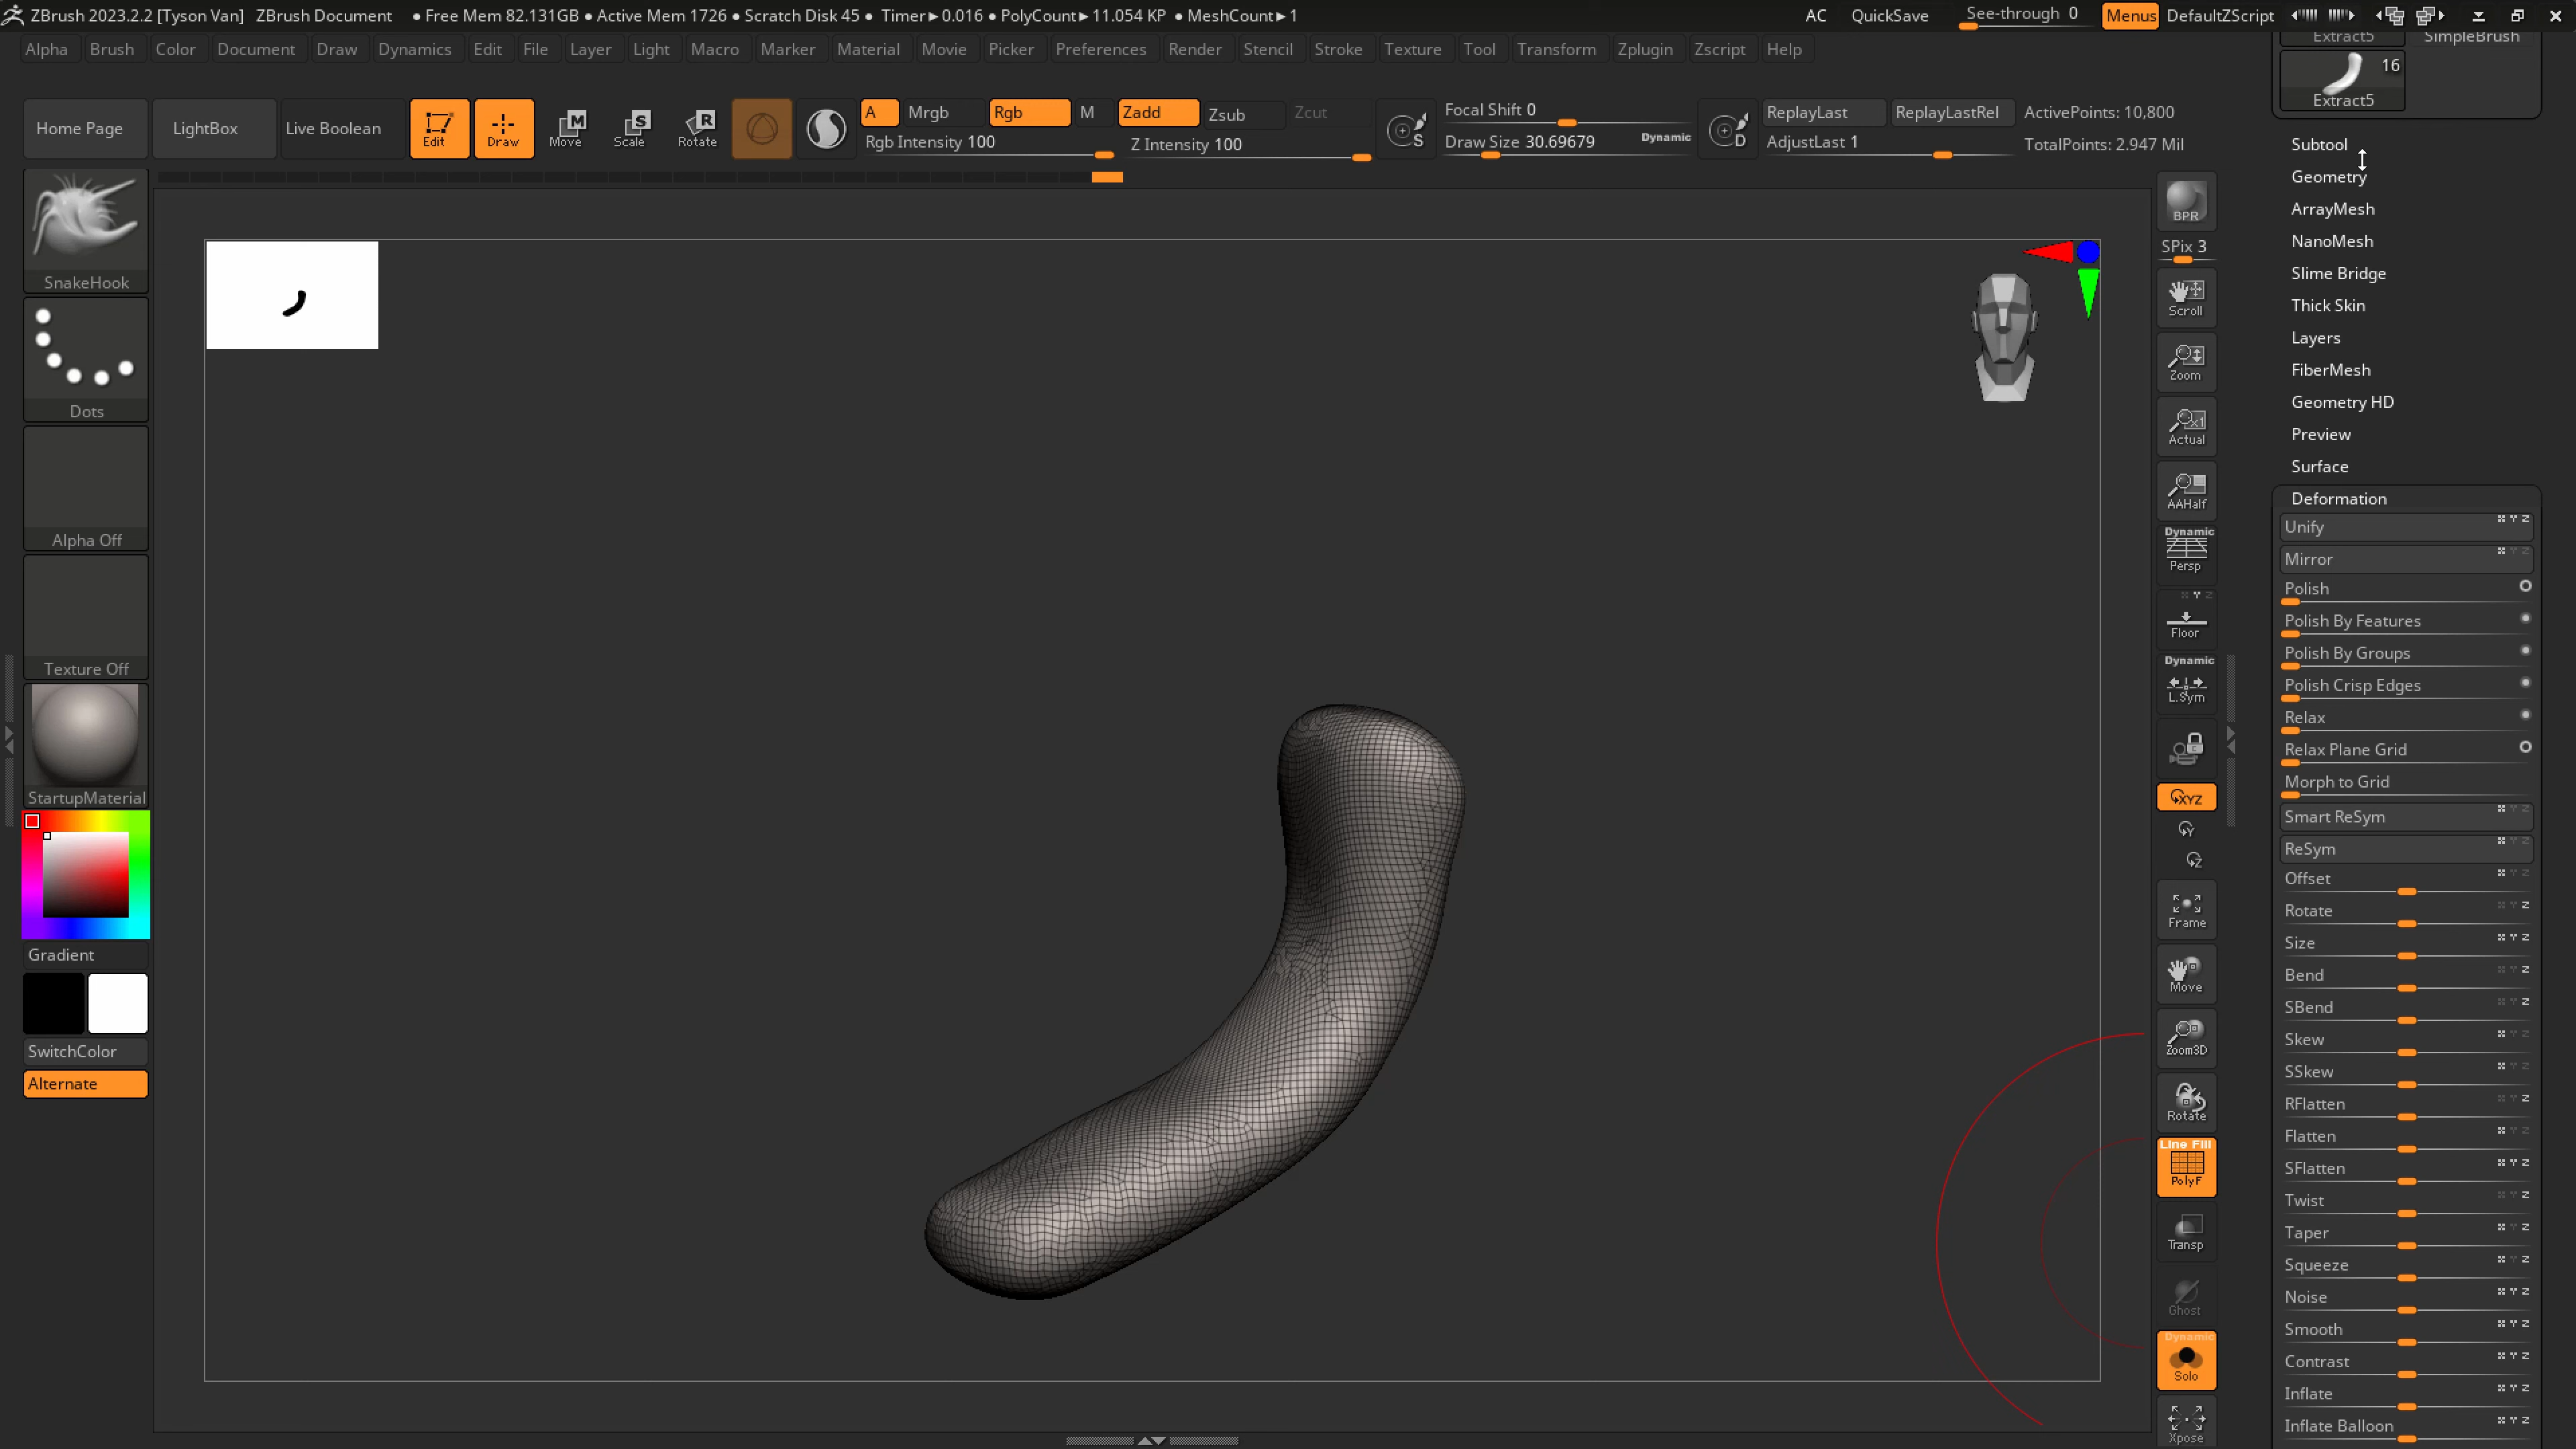 ZBrush 2023.2.2 [Tyson Van] ZBrush Document • Free Mem 82.131GB • Active Mem 1726 • Scratch Disk 45 • Timer►0.016 • PolyCount►11.054 KP • MeshCount►1 AC QuickSave See-through 0 Menus DefaultZScript
Alpha Brush Color Document Draw Dynamics Edit File Layer Light Macro Marker Material Movie Picker Preferences Render Stencil Stroke Texture Tool Transform Zplugin Zscript Help
Home Page LightBox Live Boolean Edit Draw Move Scale Rotate
M S R
A Mrgb Rgb M Zadd Zsub Zcut
Rgb Intensity 100 Z Intensity 100
S Focal Shift 0
Draw Size 30.69679 Dynamic
D ReplayLast ReplayLastRel ActivePoints: 10,800
AdjustLast 1 TotalPoints: 2.947 Mil
SnakeHook
Dots
Alpha Off
Texture Off
StartupMaterial
Gradient
SwitchColor
Alternate
BPR
SPix 3
Scroll
Zoom
x1
Actual
AAHalf
Dynamic
Persp
Floor
Dynamic
L.Sym
XYZ
Y
Z
Frame
Move
Zoom3D
Rotate
Line Fill
PolyF
Transp
Ghost
Dynamic
Solo
Xpose
Extract5 SimpleBrush
16
Extract5
Subtool
Geometry
ArrayMesh
NanoMesh
Slime Bridge
Thick Skin
Layers
FiberMesh
Geometry HD
Preview
Surface
Deformation
Unify
Mirror
Polish
Polish By Features
Polish By Groups
Polish Crisp Edges
Relax
Relax Plane Grid
Morph to Grid
Smart ReSym
ReSym
Offset
Rotate
Size
Bend
SBend
Skew
SSkew
RFlatten
Flatten
SFlatten
Twist
Taper
Squeeze
Noise
Smooth
Contrast
Inflate
Inflate Balloon